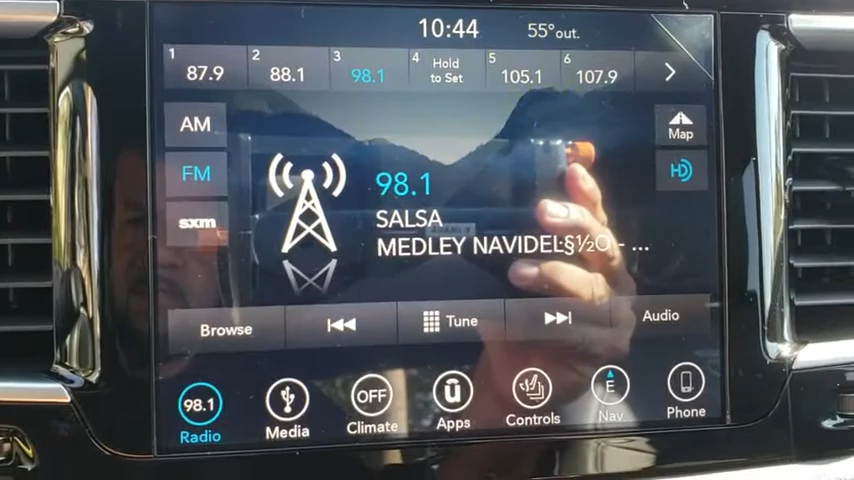 10:44 55°out.
1 87.9 2 88.1 3 98.1 4 Hold to Set 5 105.1 6 107.9
AM
Map
FM
HD
sxm
98.1
SALSA
MEDLEY NAVIDEŁ§½O - ...
Browse Tune Audio
98.1 OFF ū E
Radio Media Climate Apps Controls Nav Phone